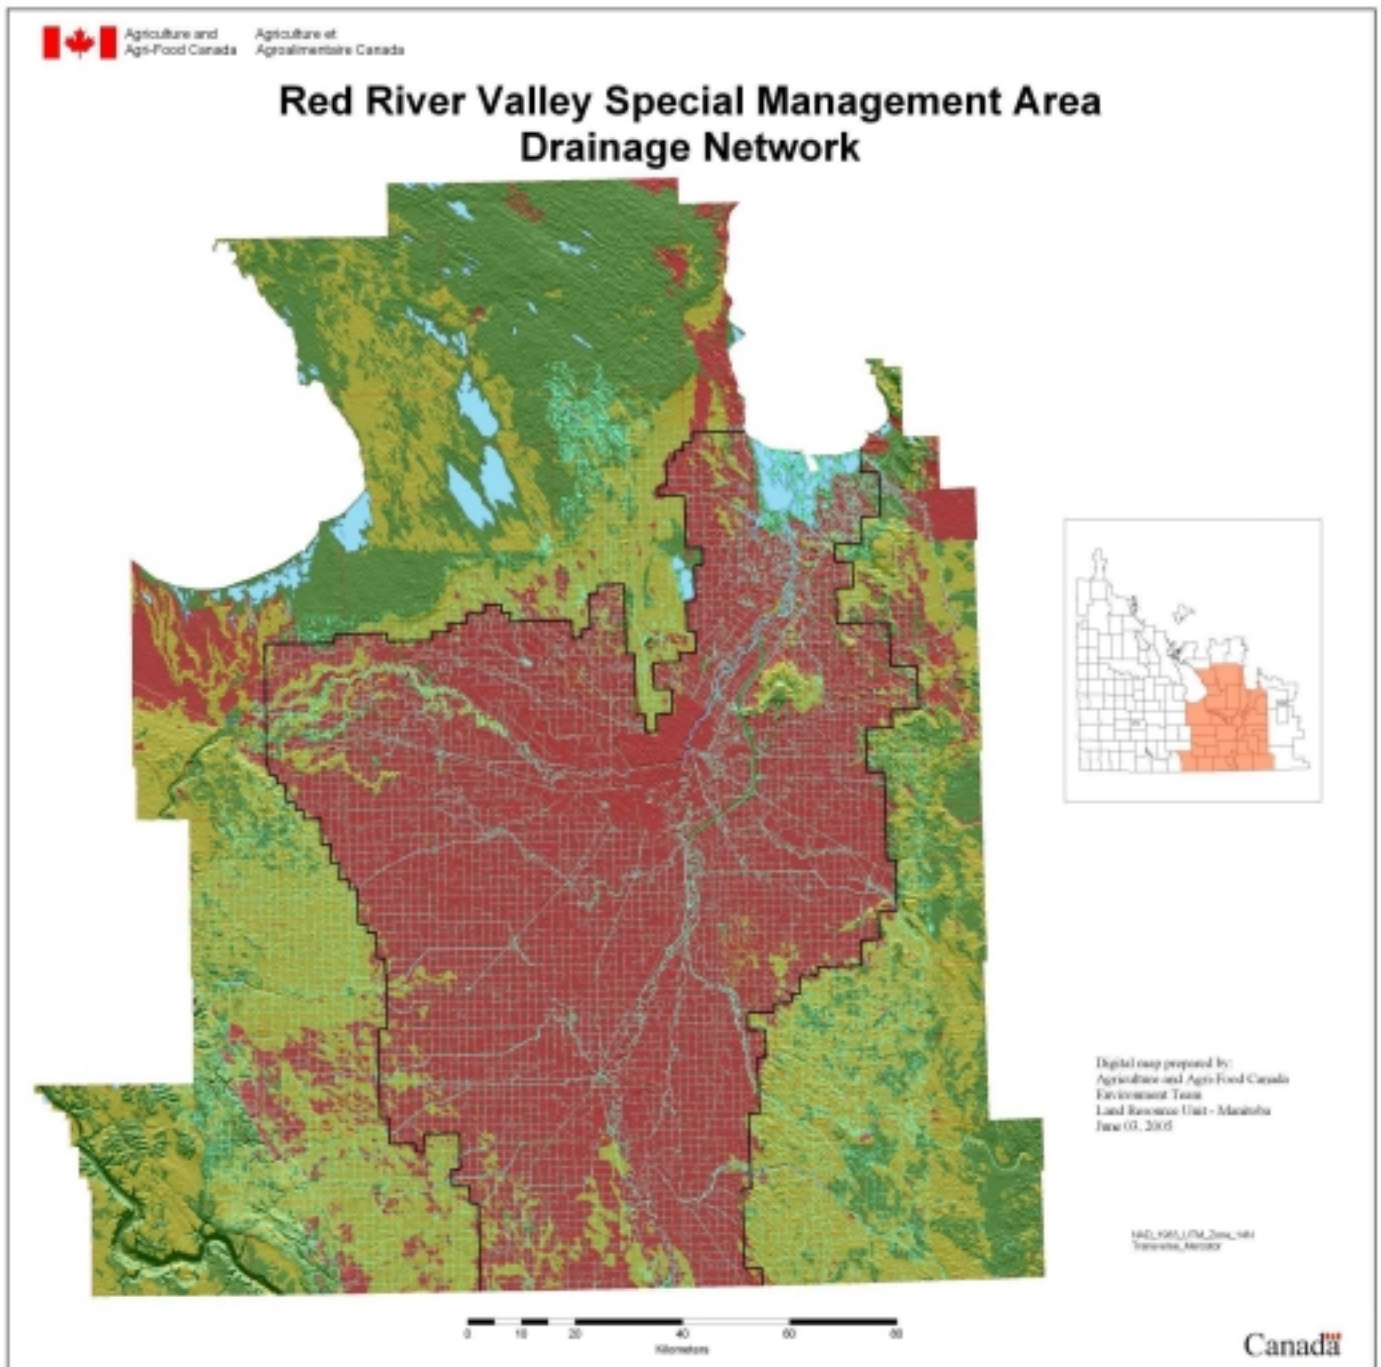 Agriculture and Agriculture et
Agri-Food Canada Agroalimentaire Canada
Red River Valley Special Management Area
Drainage Network
Digital map prepared by:
Agriculture and Agri-Food Canada
Environment Team
Land Resource Unit - Manitoba
June 03, 2005
NAD_1983_UTM_Zone_14N
Transverse_Mercator
0 10 20 40 60 80
Kilometers
Canada